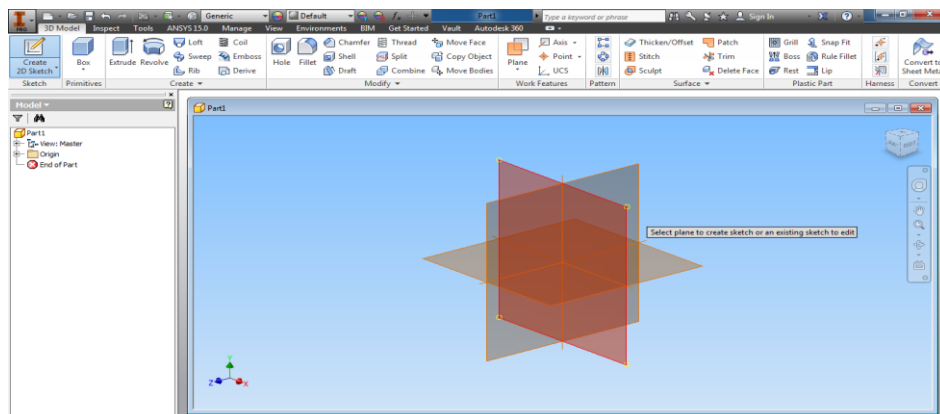 PRO
Generic
Default
Part1
Type a keyword or phrase
Sign In
3D Model Inspect Tools ANSYS 15.0 Manage View Environments BIM Get Started Vault Autodesk 360
Create 2D Sketch
Box
Extrude Revolve
Loft
Sweep
Rib
Coil
Emboss
Derive
Hole Fillet
Chamfer
Shell
Draft
Thread
Split
Combine
Move Face
Copy Object
Move Bodies
Plane
Axis
Point
UCS
Thicken/Offset
Stitch
Sculpt
Patch
Trim
Delete Face
Grill
Boss
Rest
Snap Fit
Rule Fillet
Lip
Convert to
Sheet Meta
Sketch Primitives Create Modify Work Features Pattern Surface Plastic Part Harness Convert
Model
Part1
View: Master
Origin
End of Part
Part1
Select plane to create sketch or an existing sketch to edit
Y
Z
X